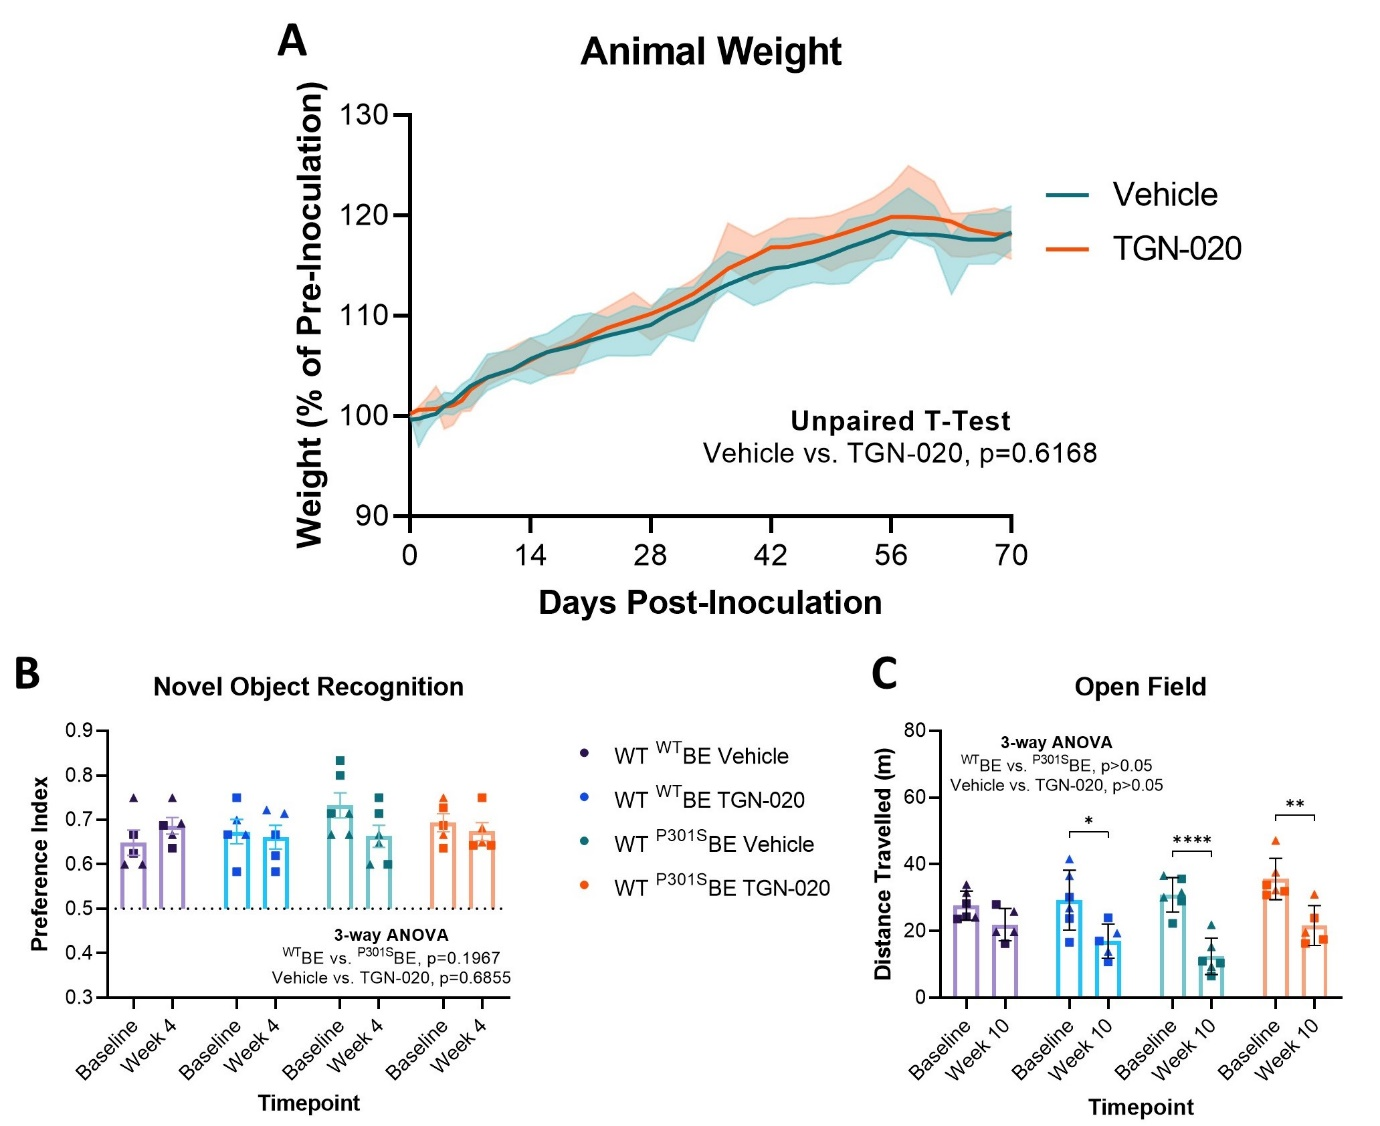 A
Animal Weight
Weight (% of Pre-Inoculation)
130
120
110
100
90
0 14 28 42 56 70
Days Post-Inoculation
Vehicle
TGN-020
Unpaired T-Test
Vehicle vs. TGN-020, p=0.6168
B
Novel Object Recognition
Preference Index
0.9
0.8
0.7
0.6
0.5
0.4
0.3
3-way ANOVA
WTBE vs. P301SBE, p=0.1967
Vehicle vs. TGN-020, p=0.6855
Baseline Week 4 Baseline Week 4 Baseline Week 4 Baseline Week 4
Timepoint
WT WTBE Vehicle
WT WTBE TGN-020
WT P301SBE Vehicle
WT P301SBE TGN-020
C
Open Field
Distance Travelled (m)
80
60
40
20
0
3-way ANOVA
WTBE vs. P301SBE, p>0.05
Vehicle vs. TGN-020, p>0.05
* **** **
Baseline Week 10 Baseline Week 10 Baseline Week 10 Baseline Week 10
Timepoint